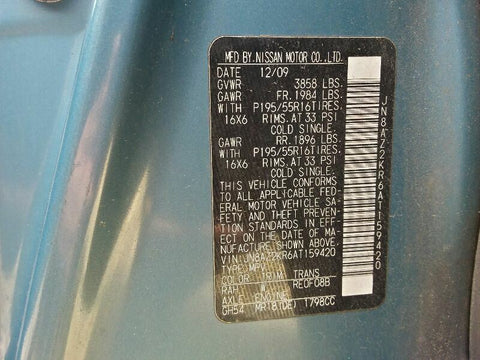 MFD BY NISSAN MOTOR CO.,LTD.
DATE 12/09
GVWR 3858 LBS.
GAWR FR. 1984 LBS.
WITH P195/55R16TIRES.
16X6 RIMS. AT 33 PSI
COLD SINGLE.
GAWR RR. 1896 LBS.
WITH P195/55R16TIRES.
16X6 RIMS. AT 33 PSI
COLD SINGLE.
THIS VEHICLE CONFORMS
TO ALL APPLICABLE FED-
ERAL MOTOR VEHICLE SA-
FETY AND THEFT PREVEN-
TION STANDARDS IN EFF-
ECT ON THE DATE OF MA-
NUFACTURE SHOWN ABOVE.
VIN:JN8AZ2KR6AT159420
TYPE:MPV
COLOR TRIM TRANS
RE0F08B
AXLE ENGINE
GH54 MR18(DE) 1798CC
JN8AZ2KR6AT159420